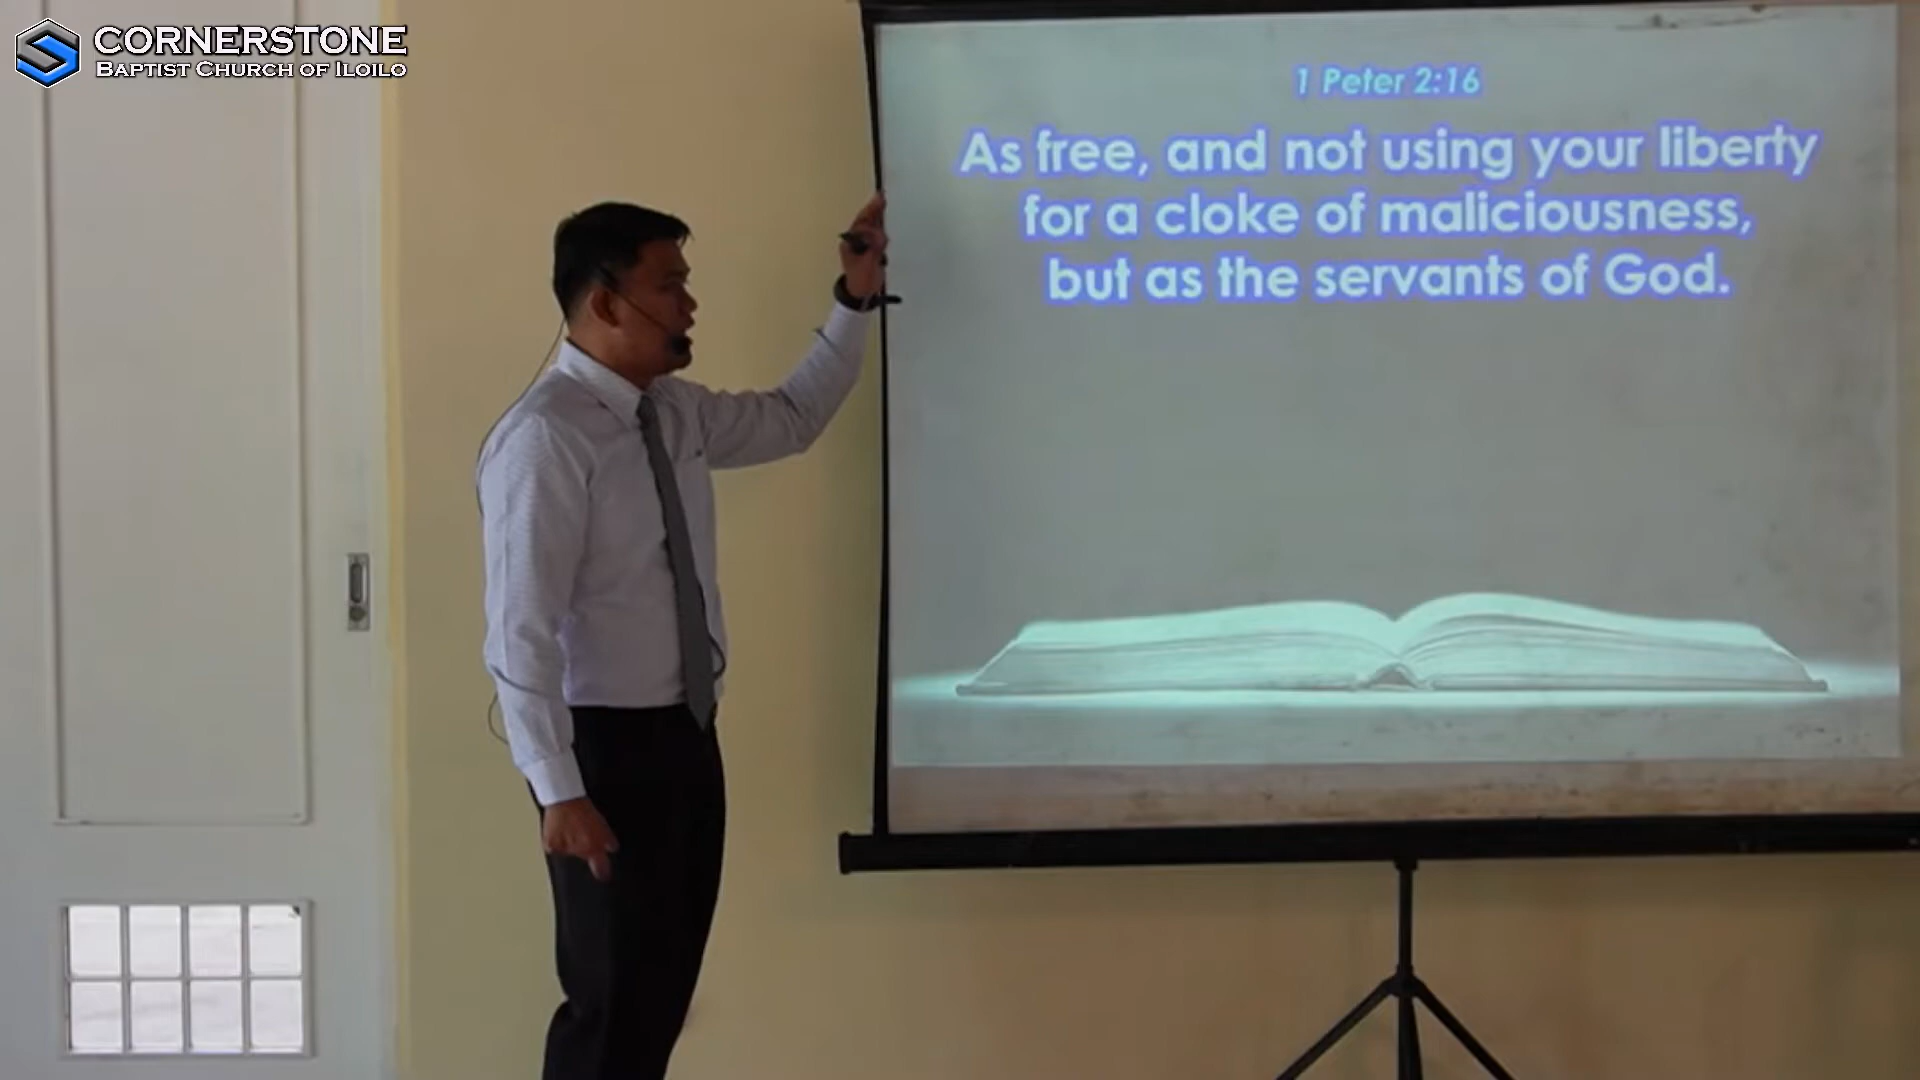 CORNERSTONE
BAPTIST CHURCH OF ILOILO
1 Peter 2:16
As free, and not using your liberty
for a cloke of maliciousness,
but as the servants of God.